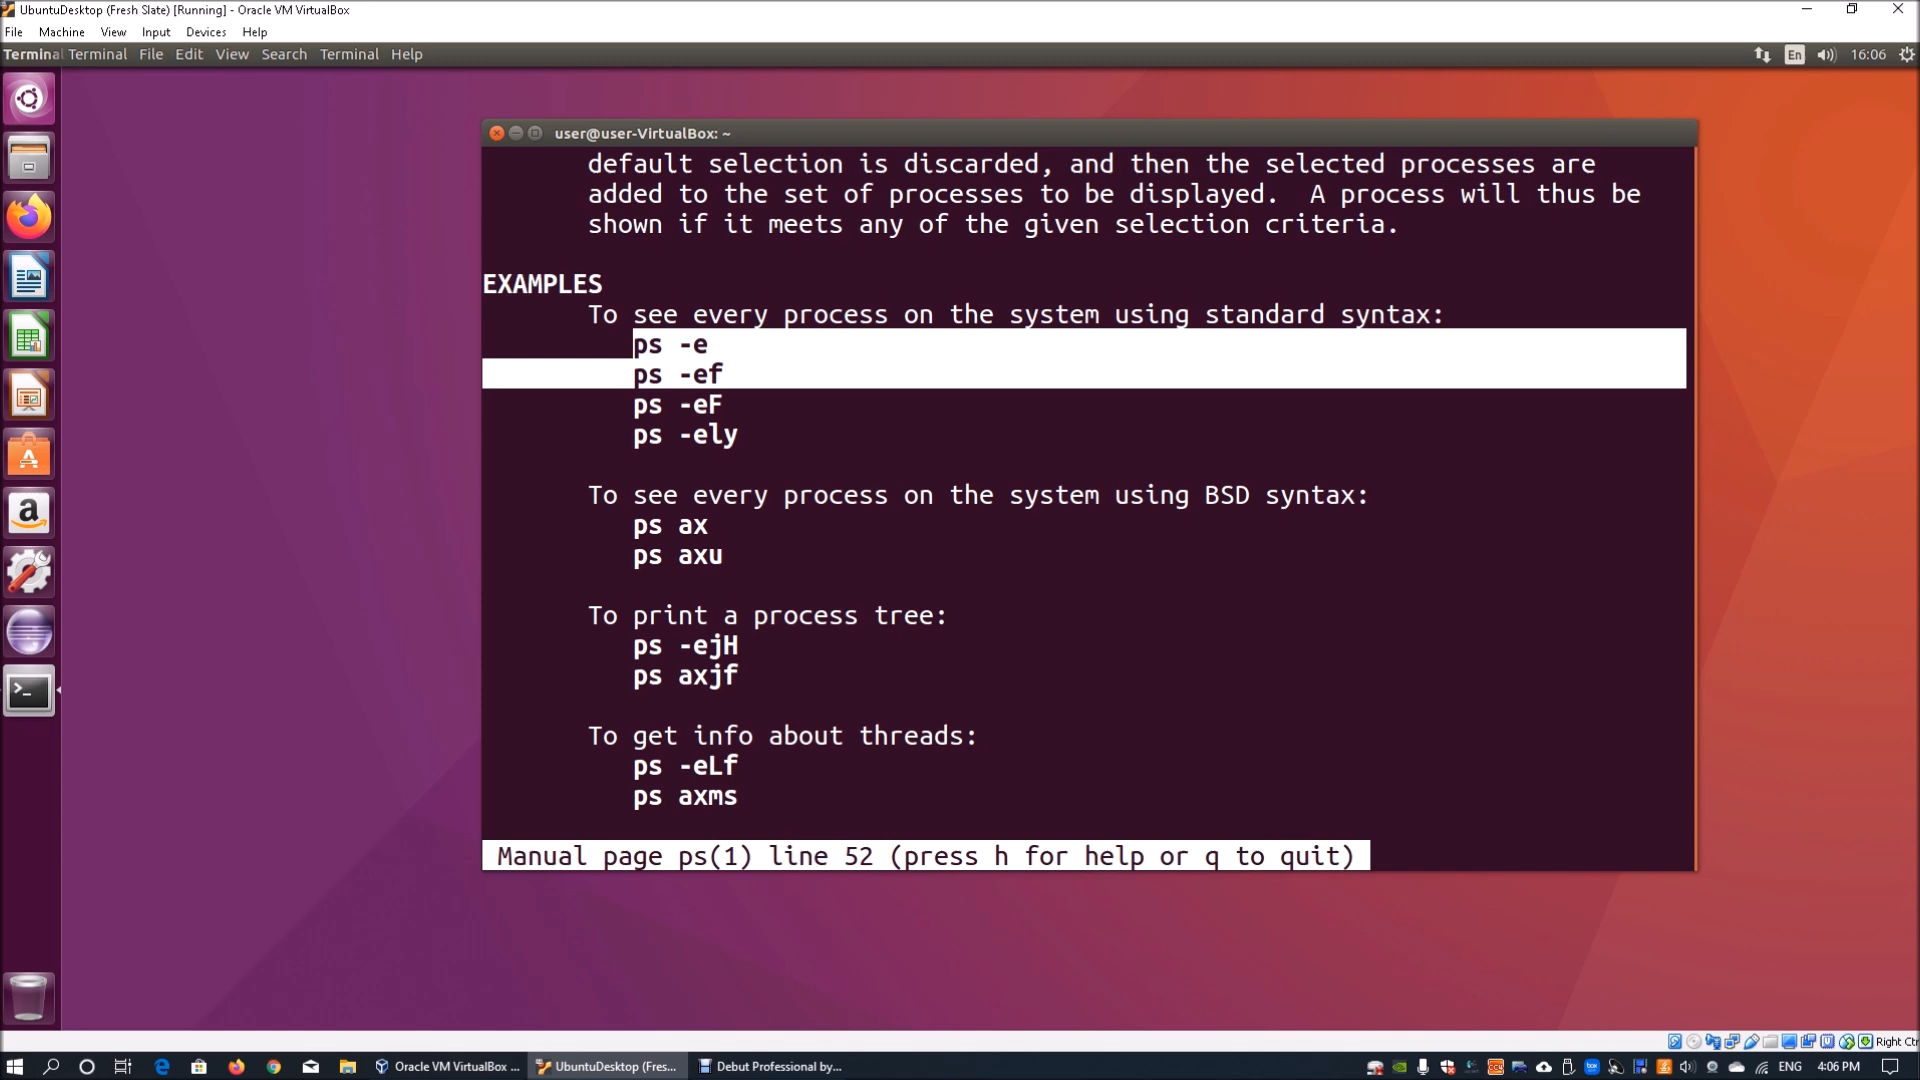 UbuntuDesktop (Fresh Slate) [Running] - Oracle VM VirtualBox
File Machine View Input Devices Help
Terminal Terminal File Edit View Search Terminal Help
En 16:06
user@user-VirtualBox: ~
default selection is discarded, and then the selected processes are
added to the set of processes to be displayed.  A process will thus be
shown if it meets any of the given selection criteria.
EXAMPLES
To see every process on the system using standard syntax:
ps -e
ps -ef
ps -eF
ps -ely
To see every process on the system using BSD syntax:
ps ax
ps axu
To print a process tree:
ps -ejH
ps axjf
To get info about threads:
ps -eLf
ps axms
Manual page ps(1) line 52 (press h for help or q to quit)
Right Ctr
Oracle VM VirtualBox ... UbuntuDesktop (Fres... Debut Professional by...
ENG 4:06 PM